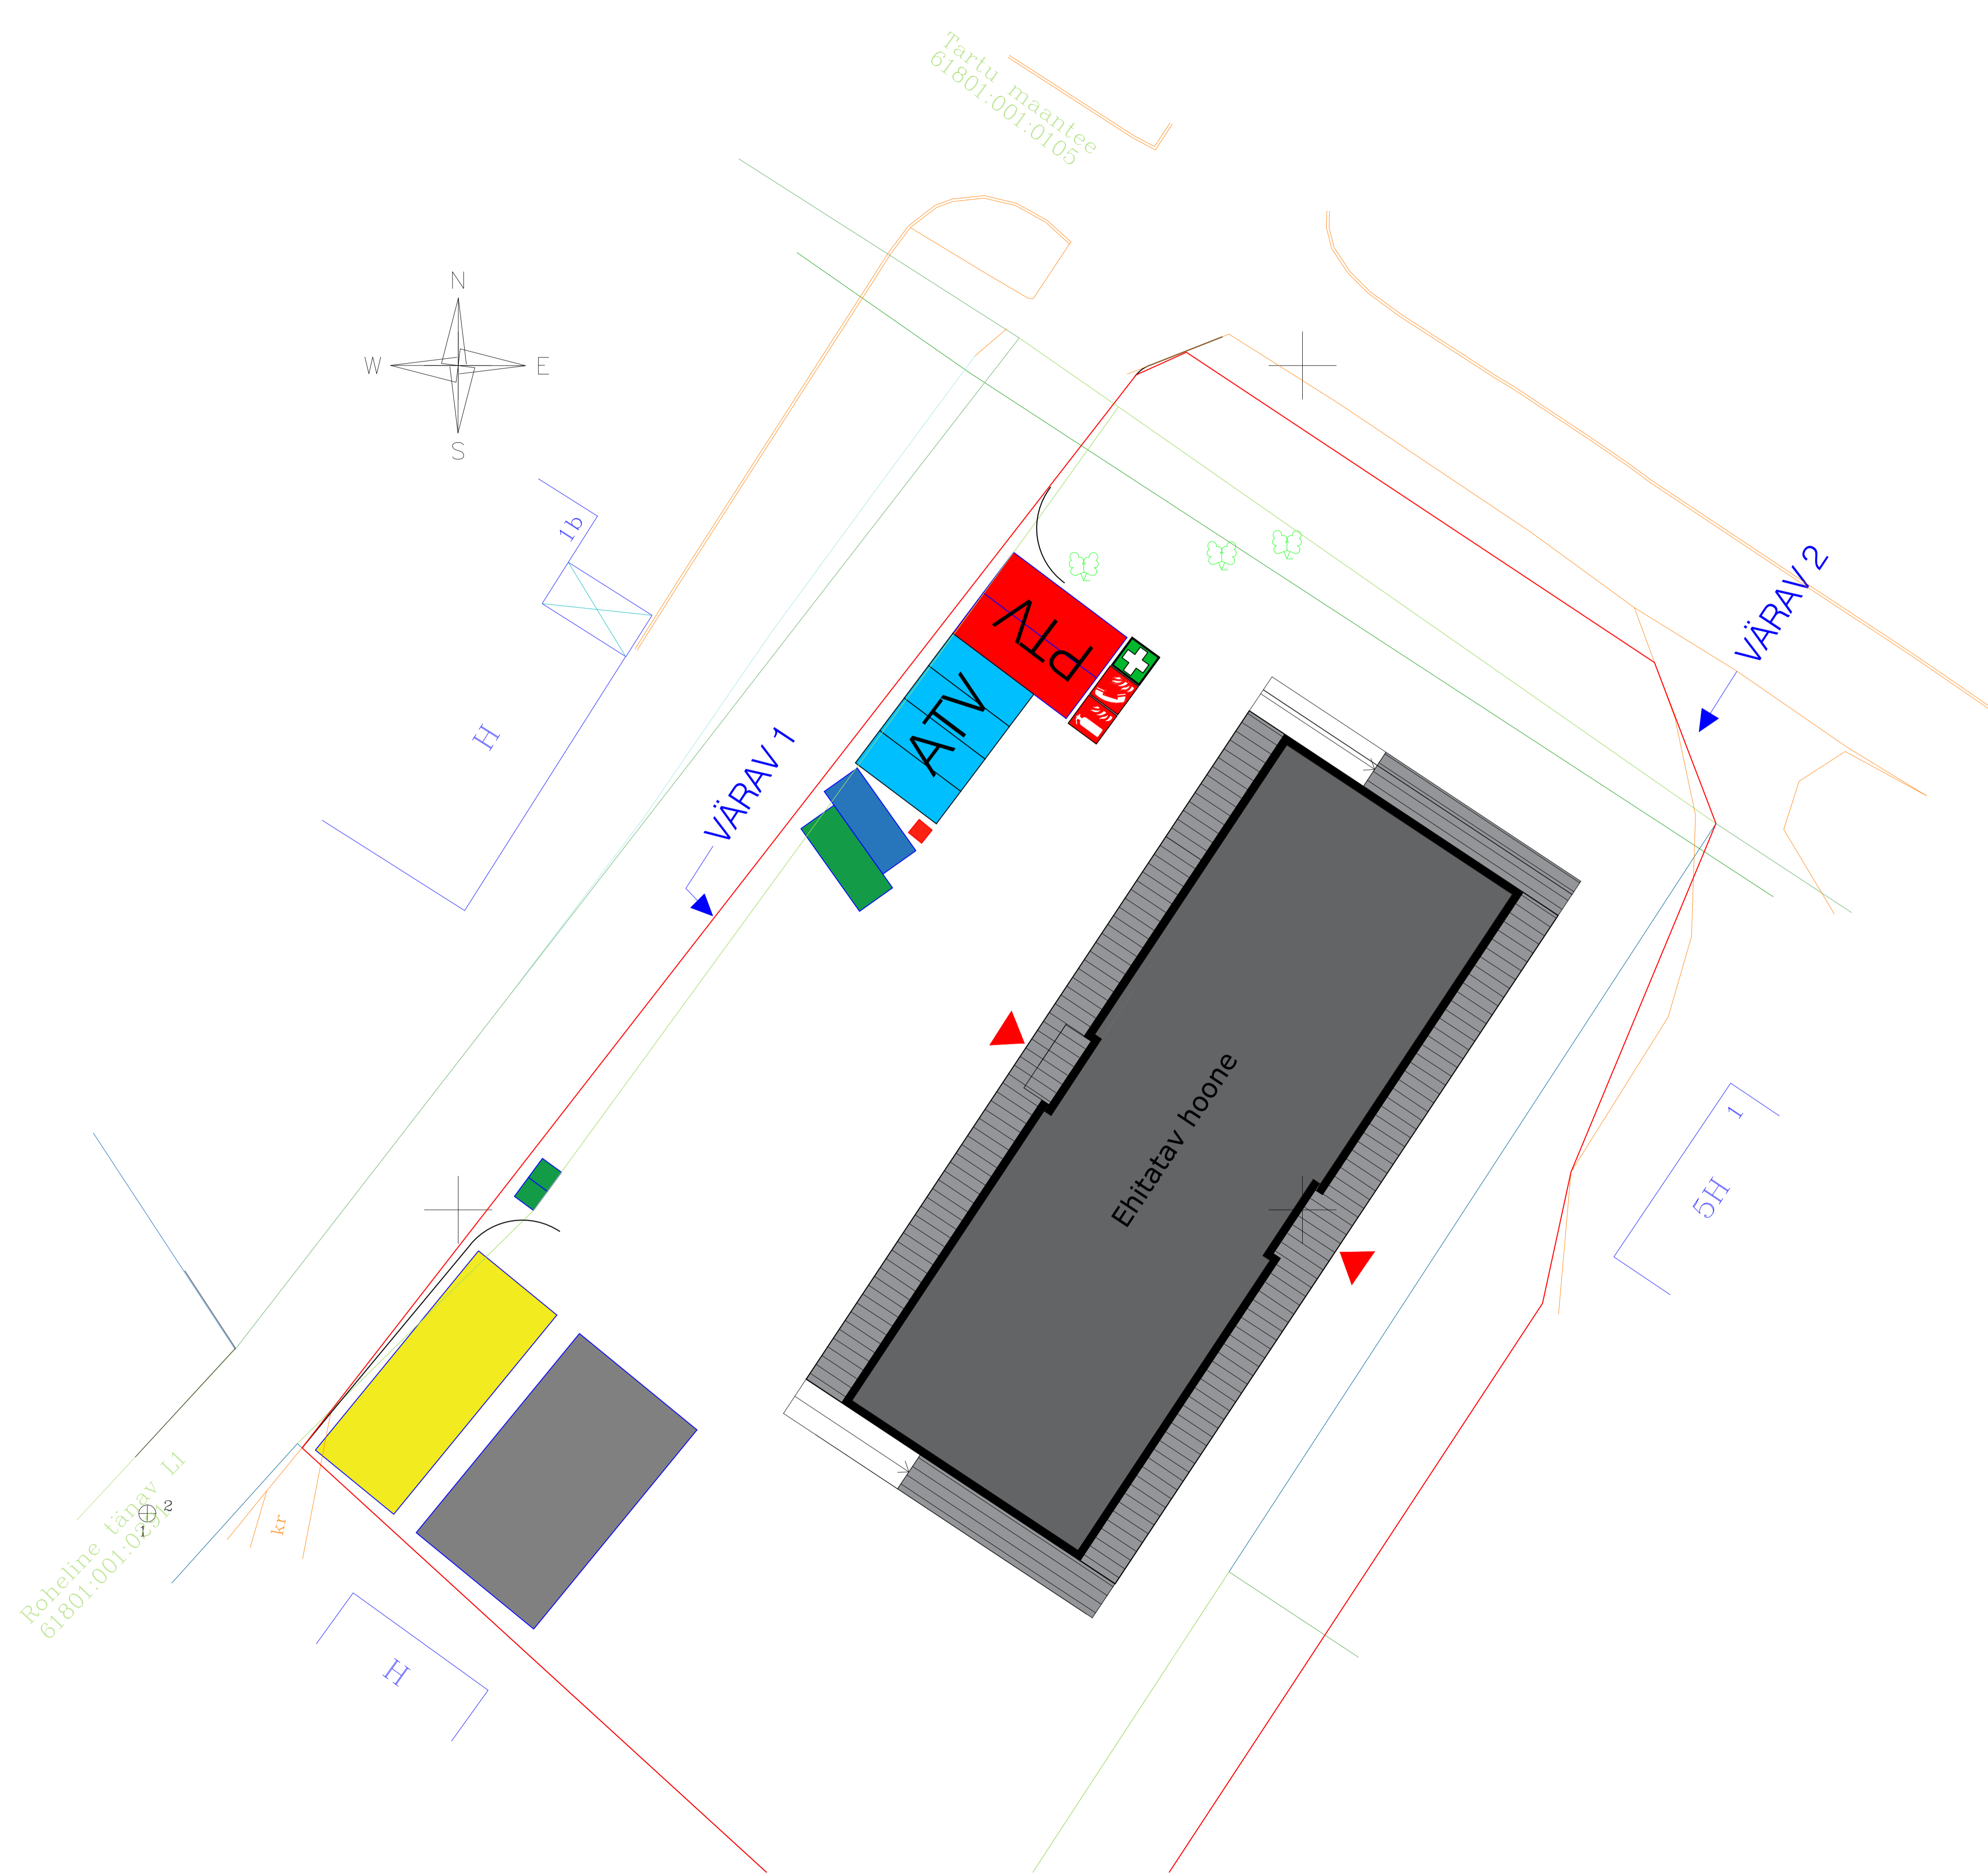 Tartu maantee
61801:001:0105
N
W
E
S
1b
H
VÄRAV 1
VÄRAV 2
PTV
ATV
Ehitatav hoone
1
5H
Roheline tänav L1
2
1
kr
H